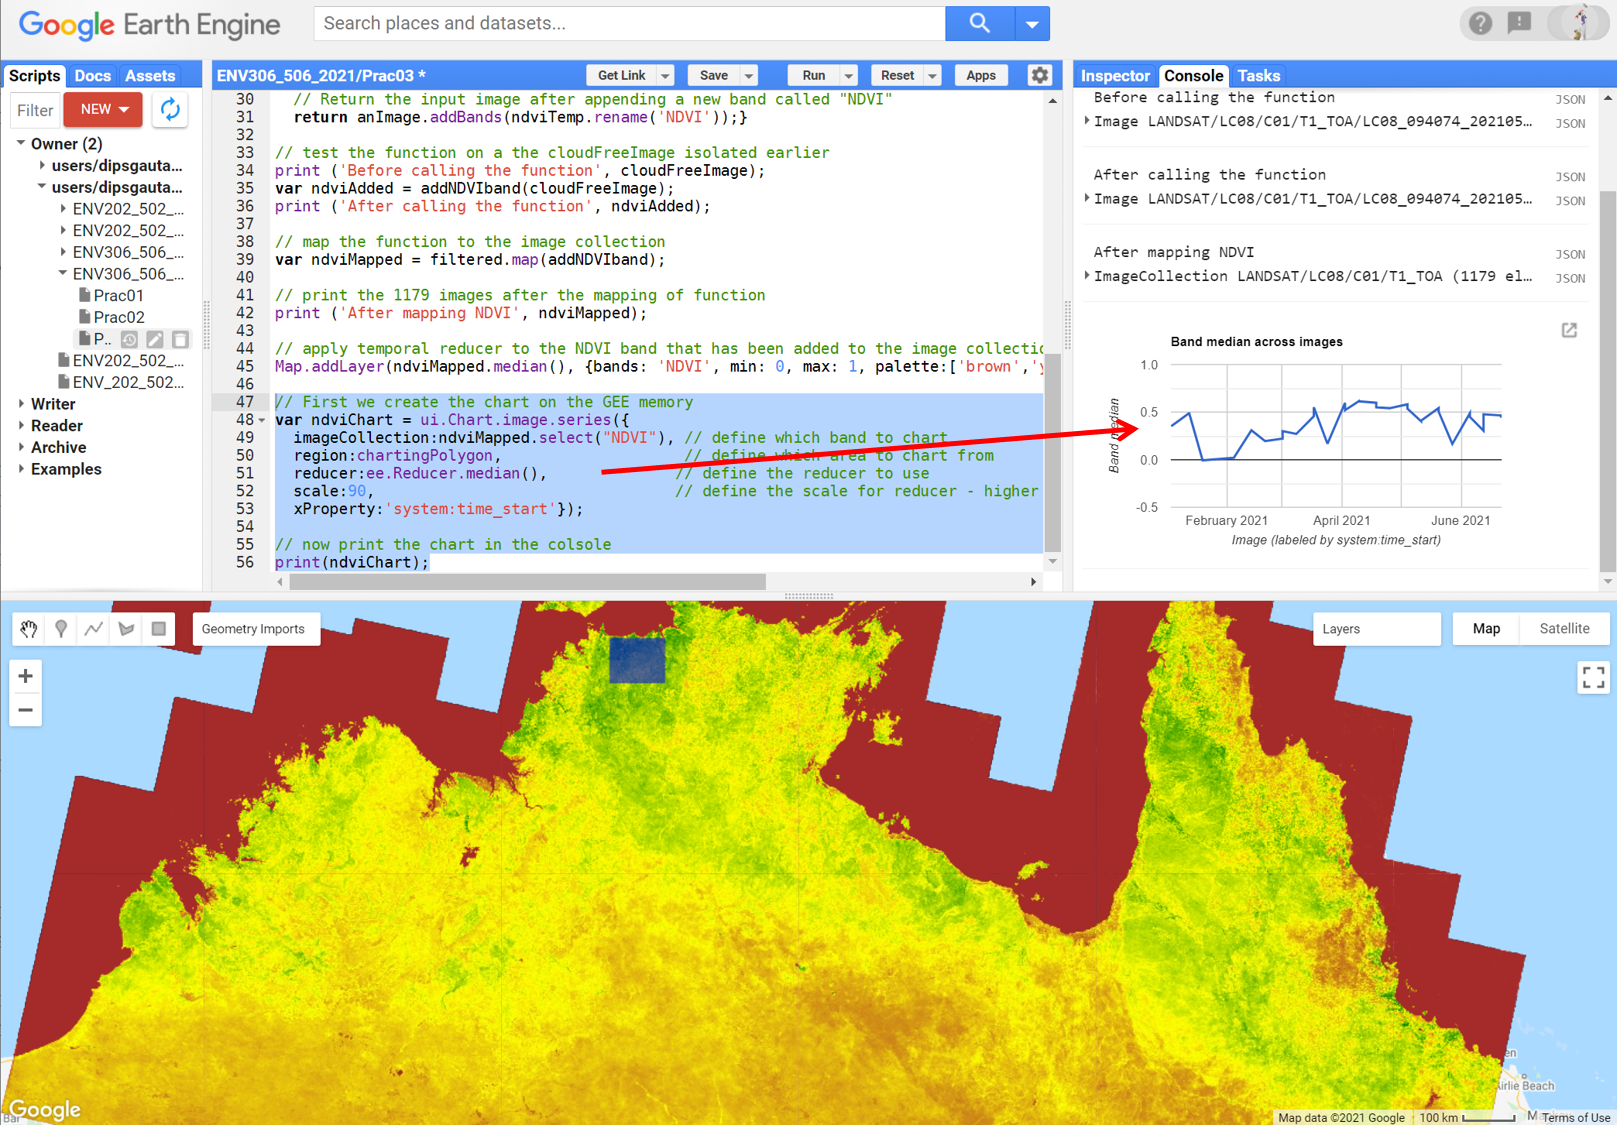 Google Earth Engine
Search places and datasets...
Scripts Docs Assets
Filter
NEW
Owner (2)
users/dipsgauta...
users/dipsgauta...
ENV202_502_...
ENV202_502_...
ENV306_506_...
ENV306_506_...
Prac01
Prac02
P..
ENV202_502_...
ENV_202_502...
Writer
Reader
Archive
Examples
ENV306_506_2021/Prac03 *
Get Link
Save
Run
Reset
Apps
30 // Return the input image after appending a new band called "NDVI"
31 return anImage.addBands(ndviTemp.rename('NDVI'));}
32
33 // test the function on a the cloudFreeImage isolated earlier
34 print ('Before calling the function', cloudFreeImage);
35 var ndviAdded = addNDVIband(cloudFreeImage);
36 print ('After calling the function', ndviAdded);
37
38 // map the function to the image collection
39 var ndviMapped = filtered.map(addNDVIband);
40
41 // print the 1179 images after the mapping of function
42 print ('After mapping NDVI', ndviMapped);
43
44 // apply temporal reducer to the NDVI band that has been added to the image collectio
45 Map.addLayer(ndviMapped.median(), {bands: 'NDVI', min: 0, max: 1, palette:['brown','y
46
47 // First we create the chart on the GEE memory
48 var ndviChart = ui.Chart.image.series({
49 imageCollection:ndviMapped.select("NDVI"), // define which band to chart
50 region:chartingPolygon, // define which area to chart from
51 reducer:ee.Reducer.median(), // define the reducer to use
52 scale:90, // define the scale for reducer - higher
53 xProperty:'system:time_start'});
54
55 // now print the chart in the colsole
56 print(ndviChart);
Inspector Console Tasks
Before calling the function JSON
Image LANDSAT/LC08/C01/T1_TOA/LC08_094074_202105... JSON
After calling the function JSON
Image LANDSAT/LC08/C01/T1_TOA/LC08_094074_202105... JSON
After mapping NDVI JSON
ImageCollection LANDSAT/LC08/C01/T1_TOA (1179 el... JSON
Band median across images
1.0
0.5
0.0
-0.5
Band median
February 2021 April 2021 June 2021
Image (labeled by system:time_start)
Geometry Imports
Layers
Map Satellite
+
−
en
Airlie Beach
Google
Bar
Map data ©2021 Google 100 km M Terms of Use